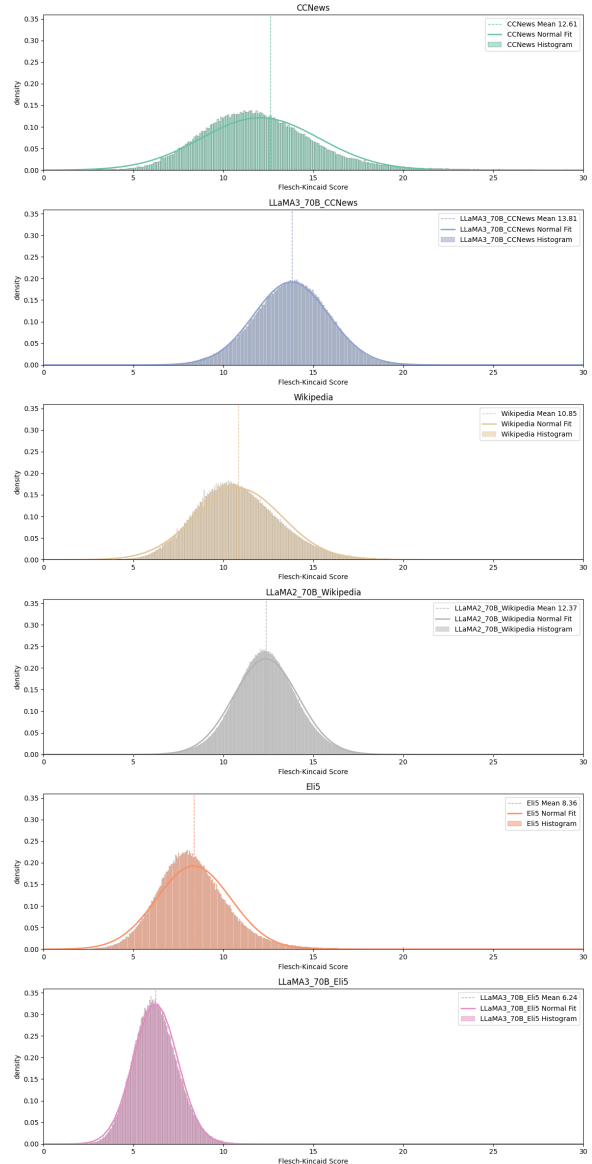 CCNews
0.35
0.30
0.25
0.20
0.15
0.10
0.05
0.00
density
CCNews Mean 12.61
CCNews Normal Fit
CCNews Histogram
0 5 10 15 20 25 30
Flesch-Kincaid Score
LLaMA3_70B_CCNews
0.35
0.30
0.25
0.20
0.15
0.10
0.05
0.00
density
LLaMA3_70B_CCNews Mean 13.81
LLaMA3_70B_CCNews Normal Fit
LLaMA3_70B_CCNews Histogram
0 5 10 15 20 25 30
Flesch-Kincaid Score
Wikipedia
0.35
0.30
0.25
0.20
0.15
0.10
0.05
0.00
density
Wikipedia Mean 10.85
Wikipedia Normal Fit
Wikipedia Histogram
0 5 10 15 20 25 30
Flesch-Kincaid Score
LLaMA2_70B_Wikipedia
0.35
0.30
0.25
0.20
0.15
0.10
0.05
0.00
density
LLaMA2_70B_Wikipedia Mean 12.37
LLaMA2_70B_Wikipedia Normal Fit
LLaMA2_70B_Wikipedia Histogram
0 5 10 15 20 25 30
Flesch-Kincaid Score
Eli5
0.35
0.30
0.25
0.20
0.15
0.10
0.05
0.00
density
Eli5 Mean 8.36
Eli5 Normal Fit
Eli5 Histogram
0 5 10 15 20 25 30
Flesch-Kincaid Score
LLaMA3_70B_Eli5
0.35
0.30
0.25
0.20
0.15
0.10
0.05
0.00
density
LLaMA3_70B_Eli5 Mean 6.24
LLaMA3_70B_Eli5 Normal Fit
LLaMA3_70B_Eli5 Histogram
0 5 10 15 20 25 30
Flesch-Kincaid Score